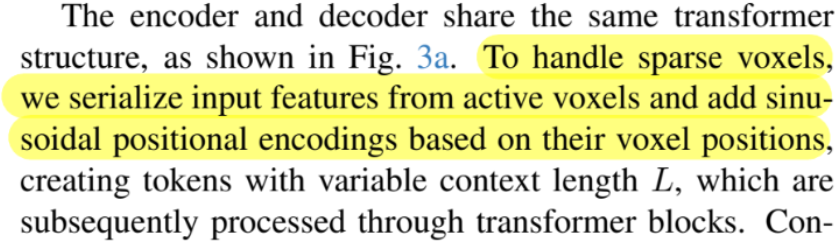 The encoder and decoder share the same transformer
structure, as shown in Fig. 3a. To handle sparse voxels,
we serialize input features from active voxels and add sinu-
soidal positional encodings based on their voxel positions,
creating tokens with variable context length L, which are
subsequently processed through transformer blocks. Con-